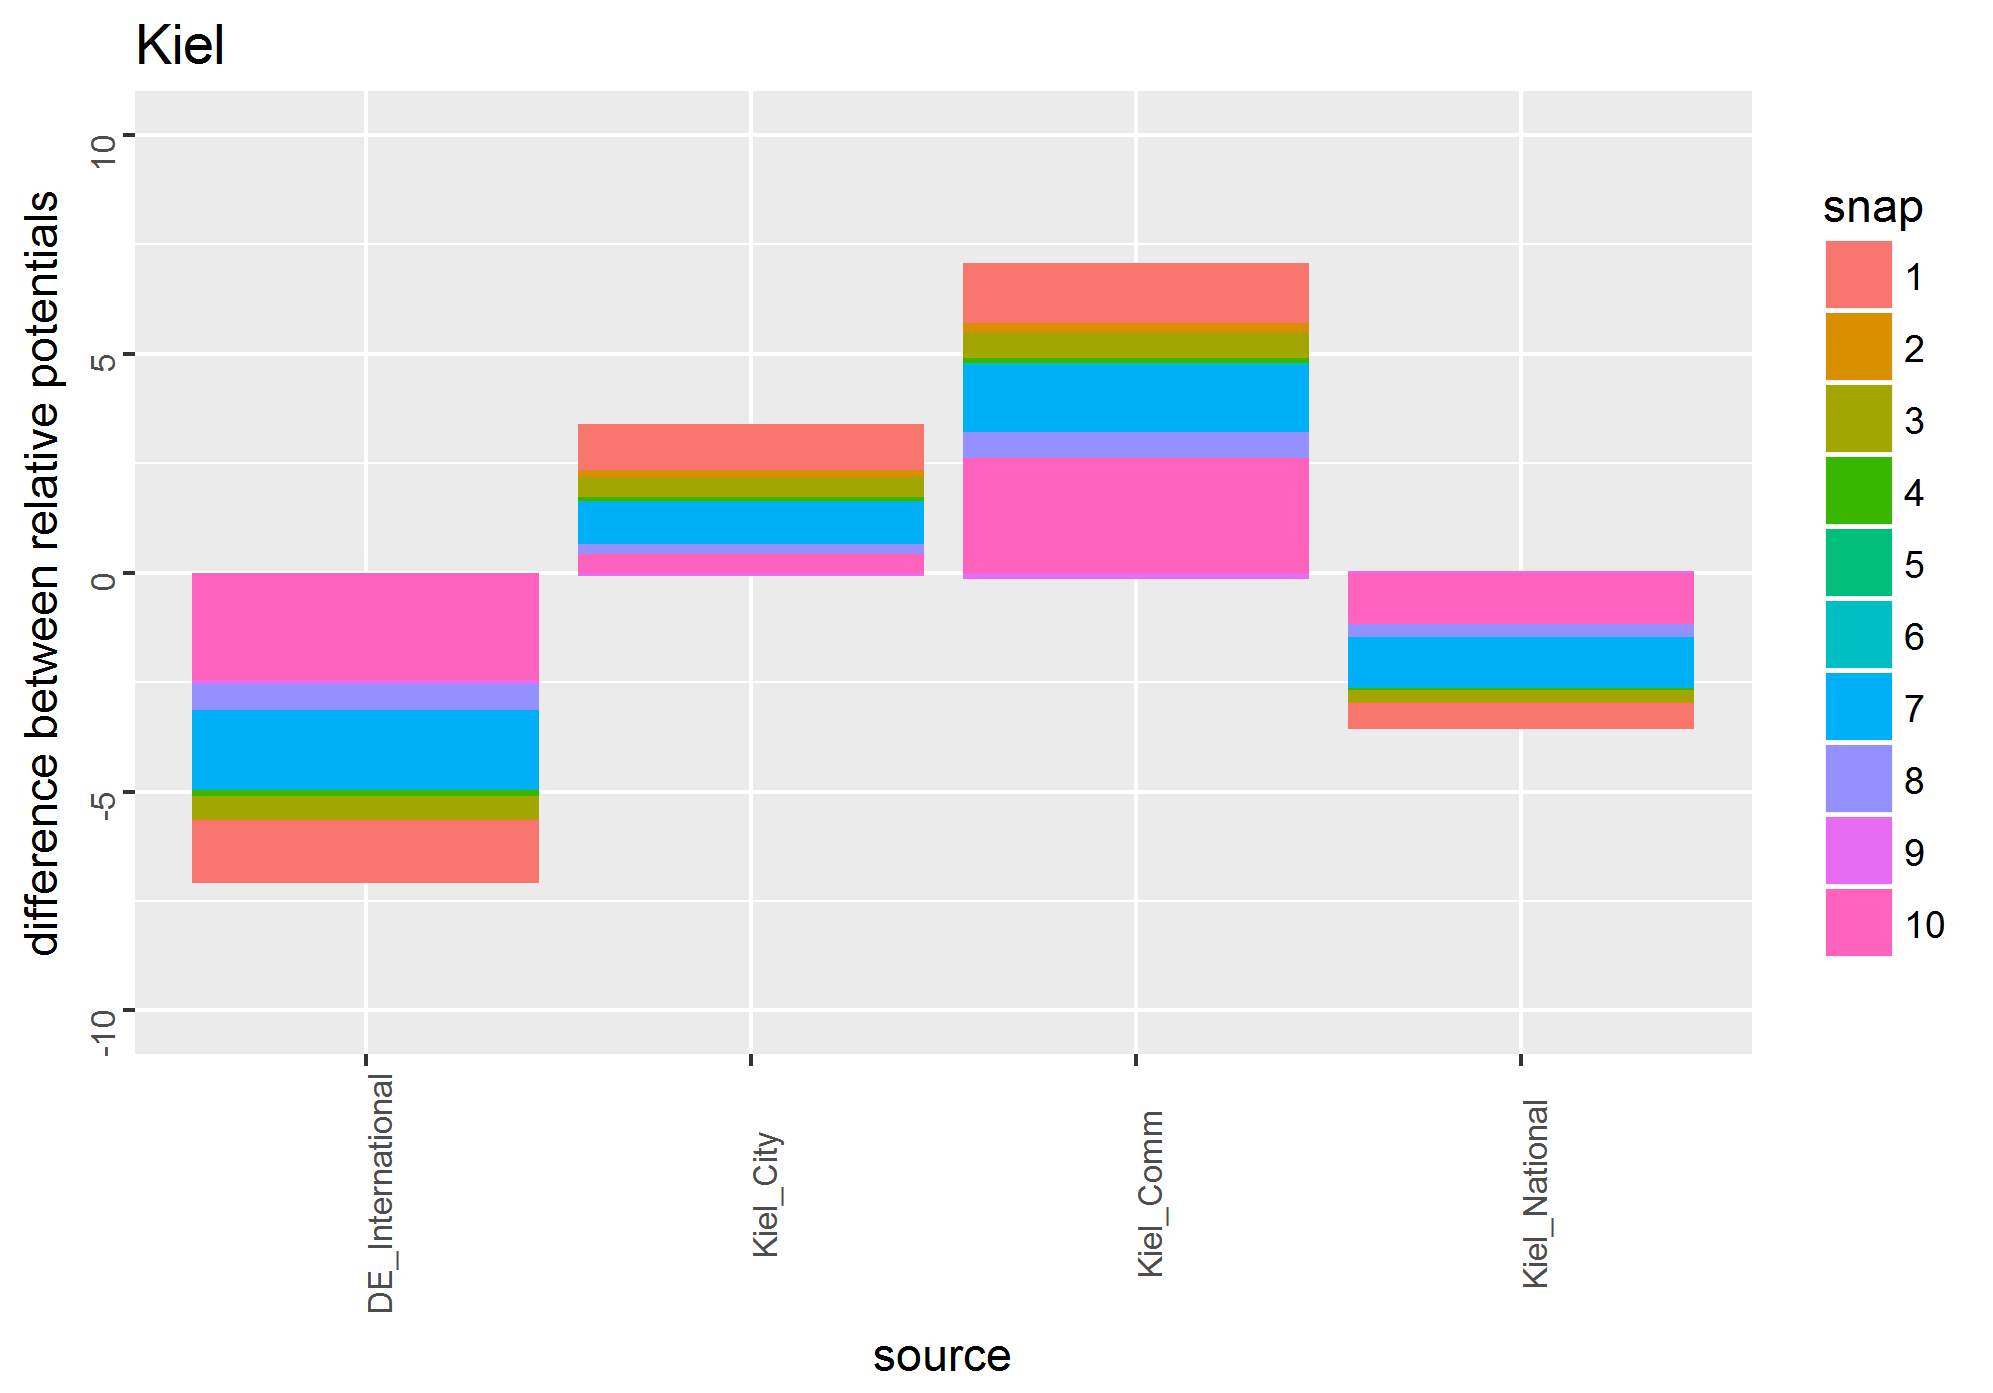 Kiel
difference between relative potentials
10
5
0
-5
-10
DE_International
Kiel_City
Kiel_Comm
Kiel_National
source
snap
1
2
3
4
5
6
7
8
9
10